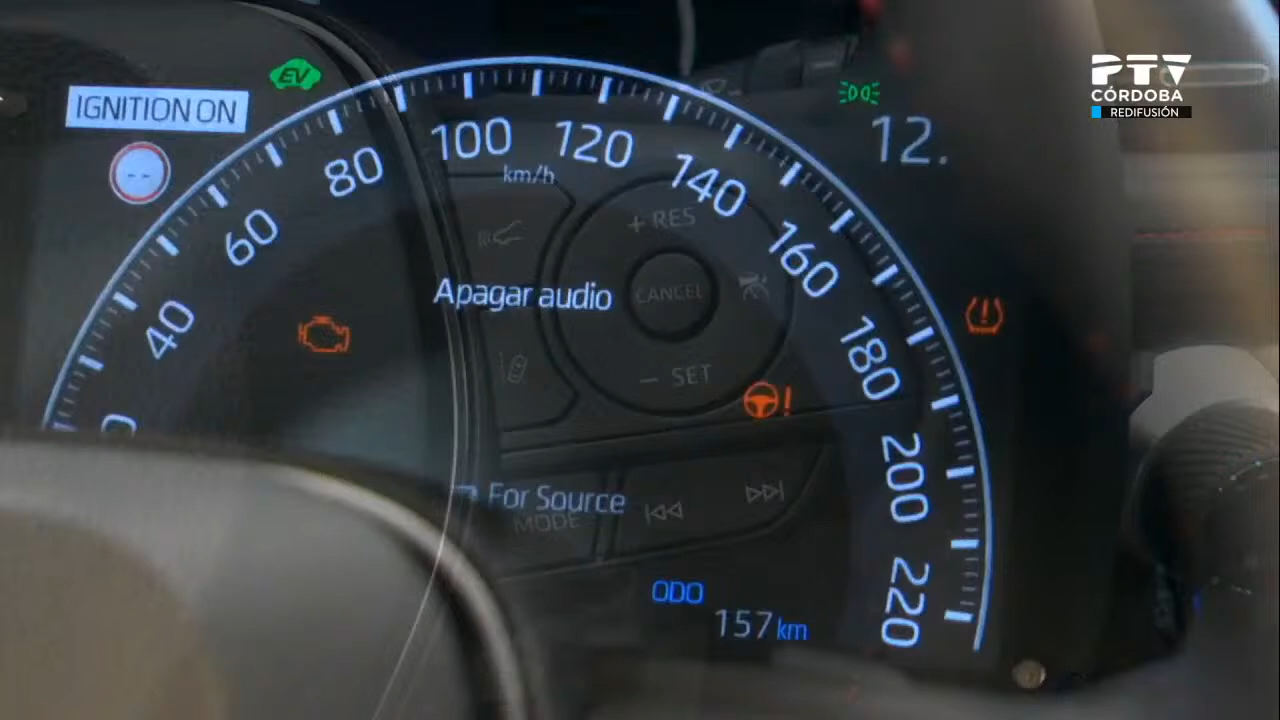 PTV
CÓRDOBA
REDIFUSIÓN
EV
IGNITION ON
12.
--
80
100
120
km/h
140
60
160
+ RES
40
Apagar audio
CANCEL
!
180
- SET
!
200
For Source
MODE
220
ODO
157 km